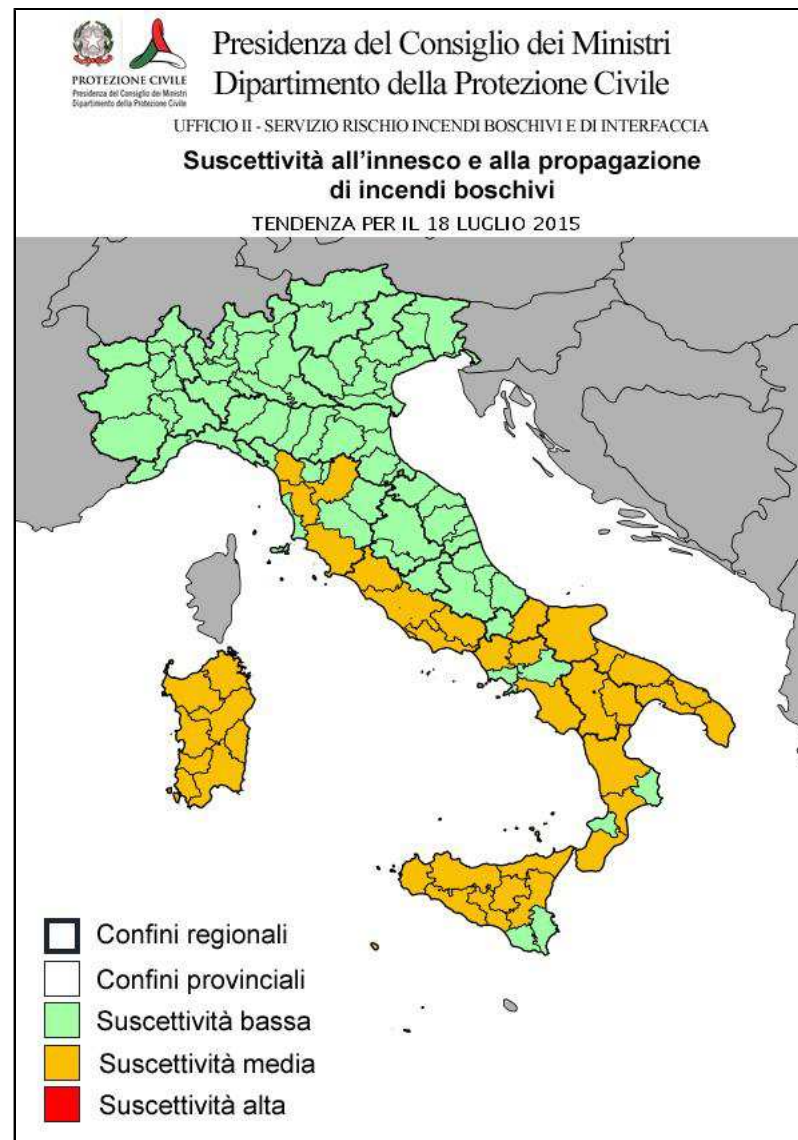 PROTEZIONE CIVILE
Presidenza del Consiglio dei Ministri
Dipartimento della Protezione Civile
Presidenza del Consiglio dei Ministri
Dipartimento della Protezione Civile
UFFICIO II - SERVIZIO RISCHIO INCENDI BOSCHIVI E DI INTERFACCIA
Suscettività all'innesco e alla propagazione
di incendi boschivi
TENDENZA PER IL 18 LUGLIO 2015
Confini regionali
Confini provinciali
Suscettività bassa
Suscettività media
Suscettività alta